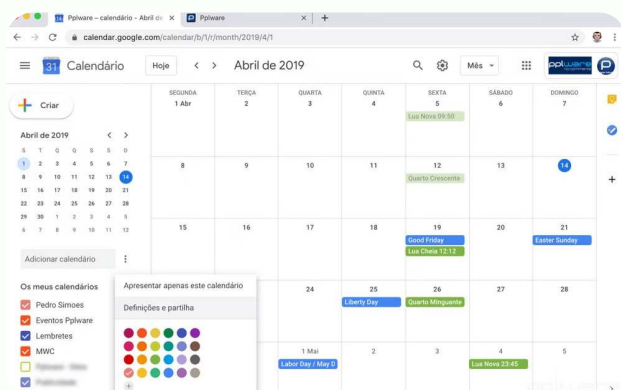 Pplware – calendário - Abril de
Pplware
calendar.google.com/calendar/b/1/r/month/2019/4/1
31 Calendário Hoje Abril de 2019 Mês pplware
SEGUNDA TERÇA QUARTA QUINTA SEXTA SÁBADO DOMINGO
1 Abr 2 3 4 5 6 7
Lua Nova 09:50
Criar
Abril de 2019
S T Q Q S S D
1 2 3 4 5 6 7
8 9 10 11 12 13 14
15 16 17 18 19 20 21
22 23 24 25 26 27 28
29 30 1 2 3 4 5
6 7 8 9 10 11 12
8 9 10 11 12 13 14
Quarto Crescente
15 16 17 18 19 20 21
Good Friday Easter Sunday
Lua Cheia 12:12
Adicionar calendário
Os meus calendários
Pedro Simoes
Eventos Pplware
Lembretes
MWC
Apresentar apenas este calendário
Definições e partilha
24 25 26 27 28
Liberty Day Quarto Minguante
1 Mai 2 3 4 5
Labor Day / May D Lua Nova 23:45